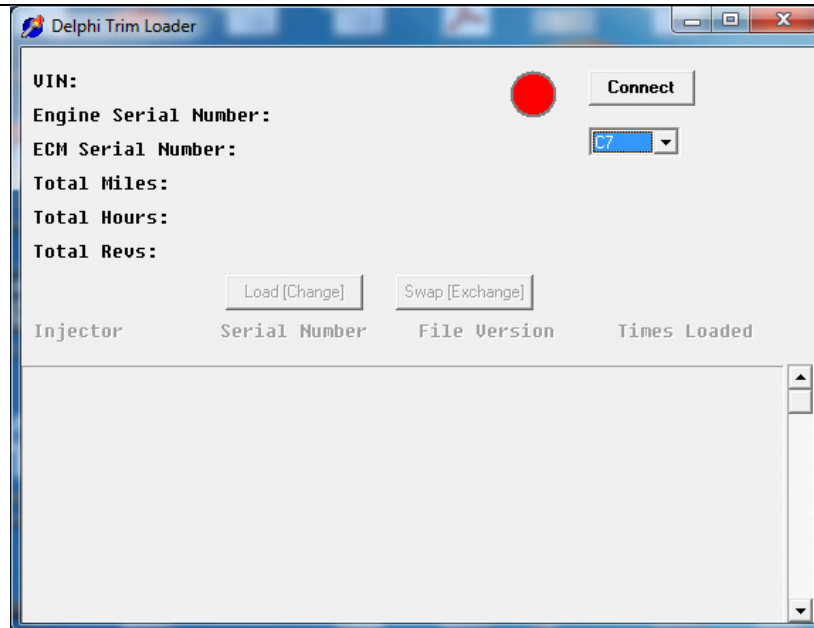 Delphi Trim Loader
VIN:
Connect
Engine Serial Number:
ECM Serial Number:
C7
Total Miles:
Total Hours:
Total Revs:
Load [Change] Swap [Exchange]
Injector Serial Number File Version Times Loaded